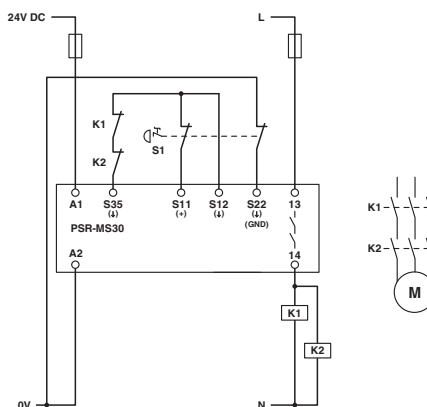 24V DC
L
K1
K2
S1
A1
S35
(↓)
S11
(+)
S12
(↓)
S22
(↓)
(GND)
13
PSR-MS30
A2
14
K1
K2
0V
N
K1
K2
M